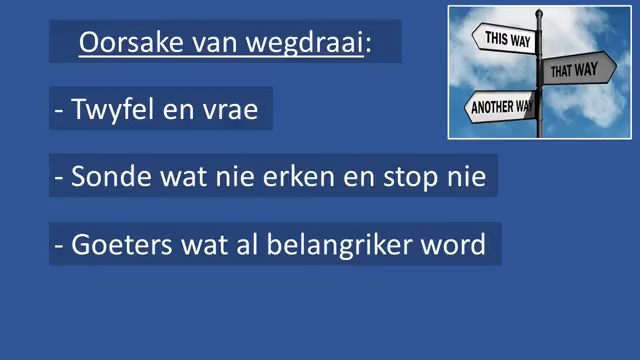 Oorsake van wegdraai:
THIS WAY
THAT WAY
ANOTHER WAY
- Twyfel en vrae
- Sonde wat nie erken en stop nie
- Goeters wat al belangriker word